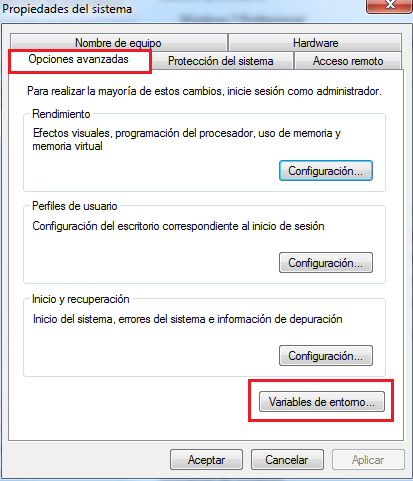 Propiedades del sistema
Nombre de equipo
Hardware
Opciones avanzadas
Protección del sistema
Acceso remoto
Para realizar la mayoría de estos cambios, inicie sesión como administrador.
Rendimiento
Efectos visuales, programación del procesador, uso de memoria y
memoria virtual
Configuración...
Perfiles de usuario
Configuración del escritorio correspondiente al inicio de sesión
Configuración...
Inicio y recuperación
Inicio del sistema, errores del sistema e información de depuración
Configuración...
Variables de entorno...
Aceptar
Cancelar
Aplicar